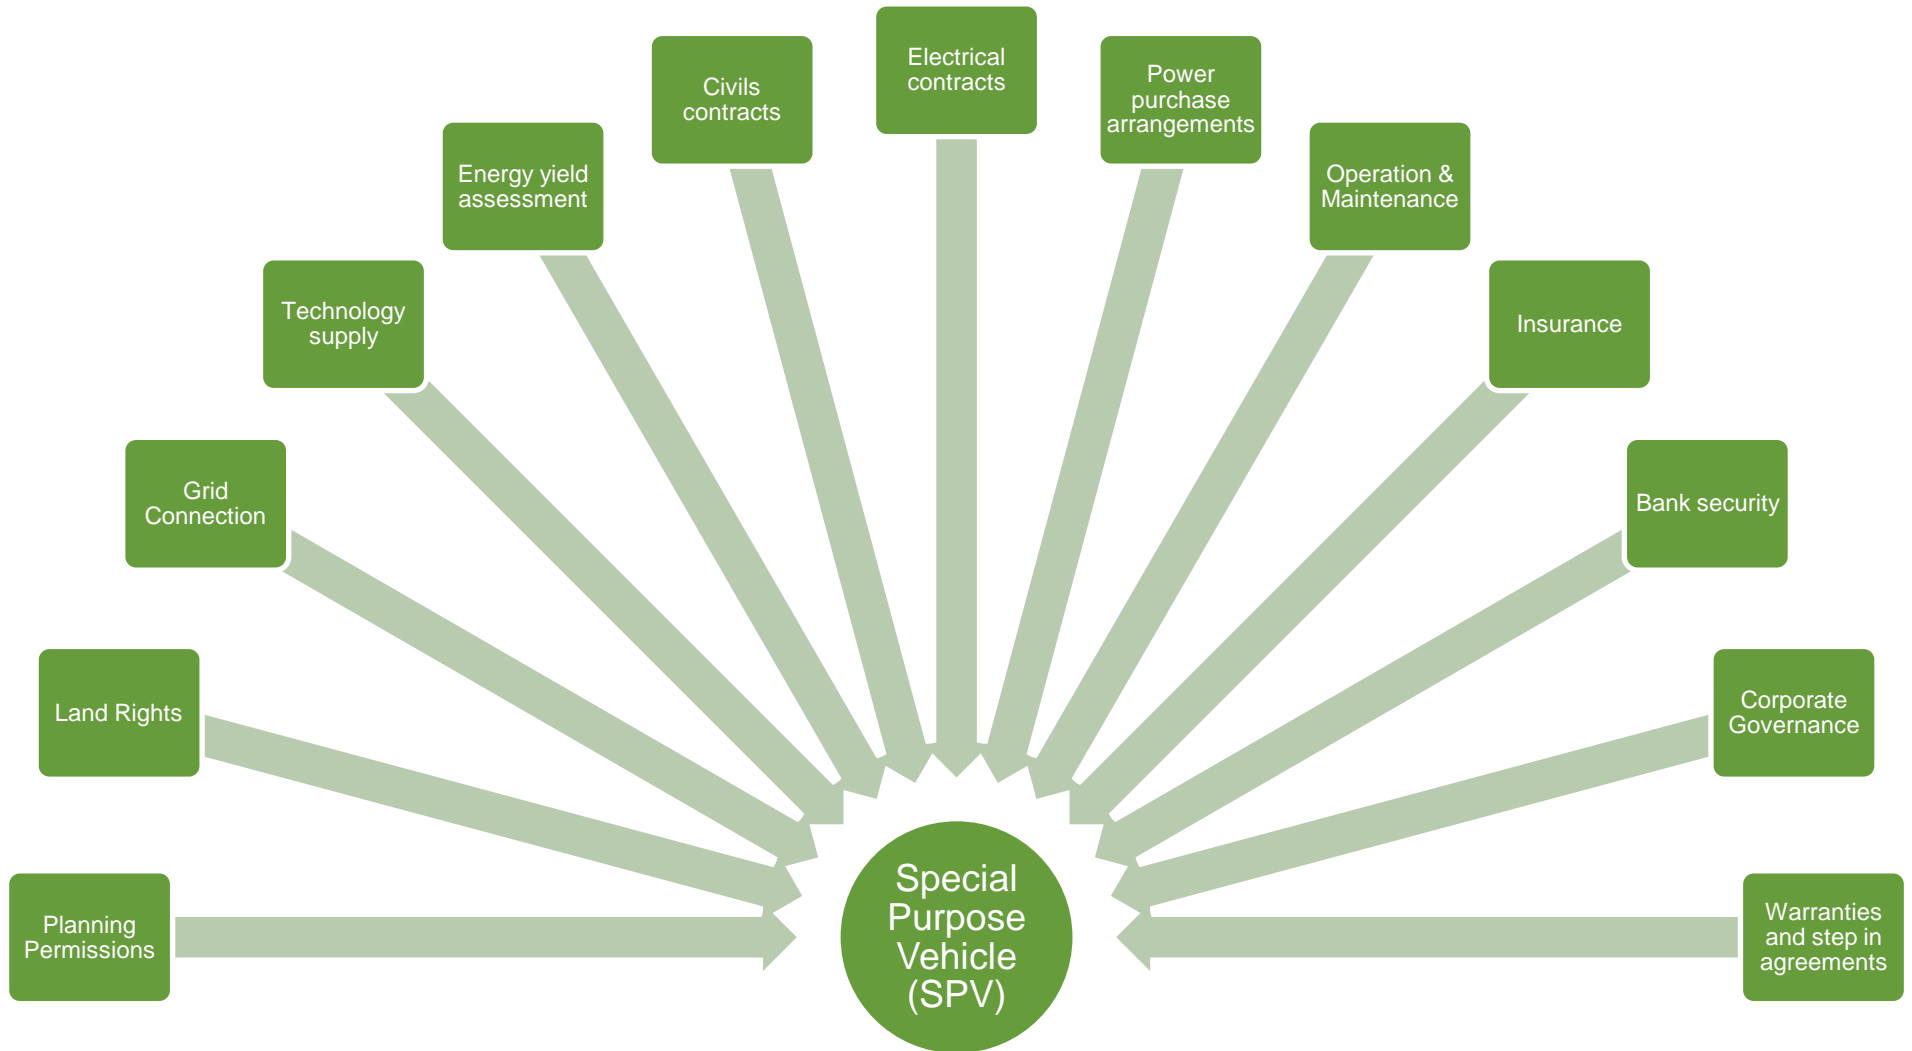 Planning
Permissions
Land Rights
Grid
Connection
Technology
supply
Energy yield
assessment
Civils
contracts
Electrical
contracts
Power
purchase
arrangements
Operation &
Maintenance
Insurance
Bank security
Corporate
Governance
Warranties
and step in
agreements
Special
Purpose
Vehicle
(SPV)